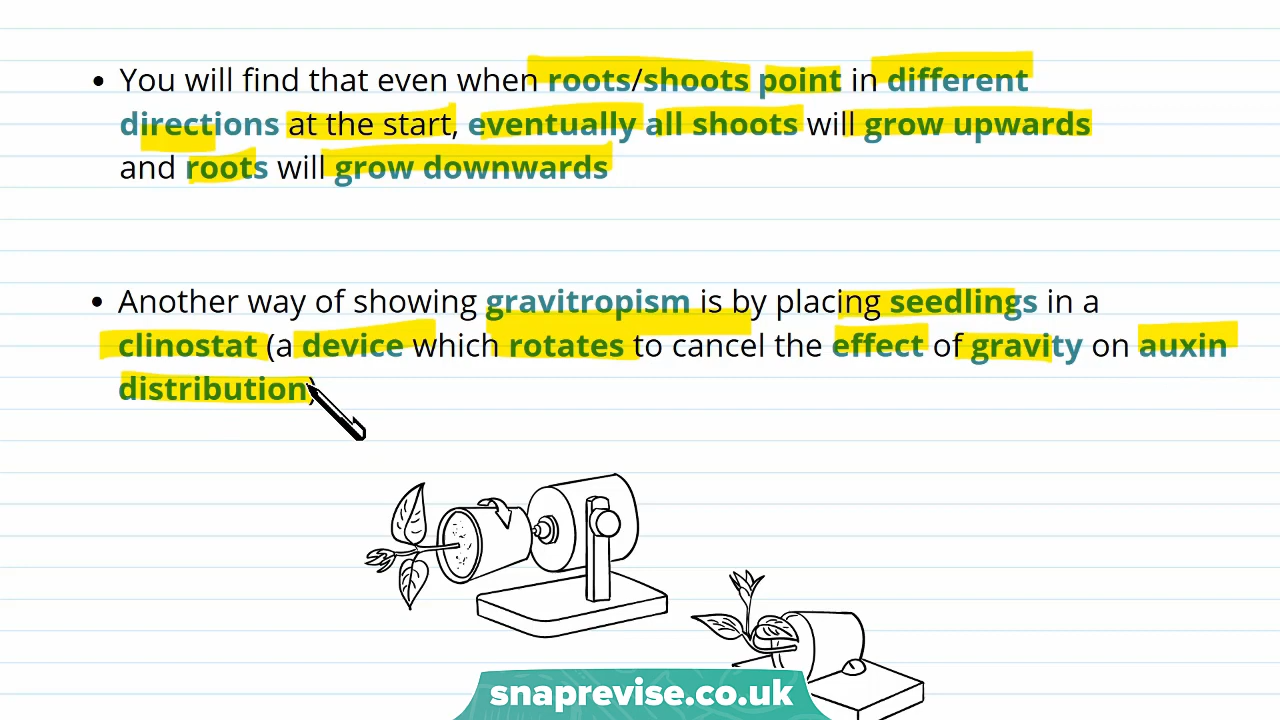 • You will find that even when roots/shoots point in different
directions at the start, eventually all shoots will grow upwards
and roots will grow downwards
• Another way of showing gravitropism is by placing seedlings in a
clinostat (a device which rotates to cancel the effect of gravity on auxin
distribution)
snaprevise.co.uk